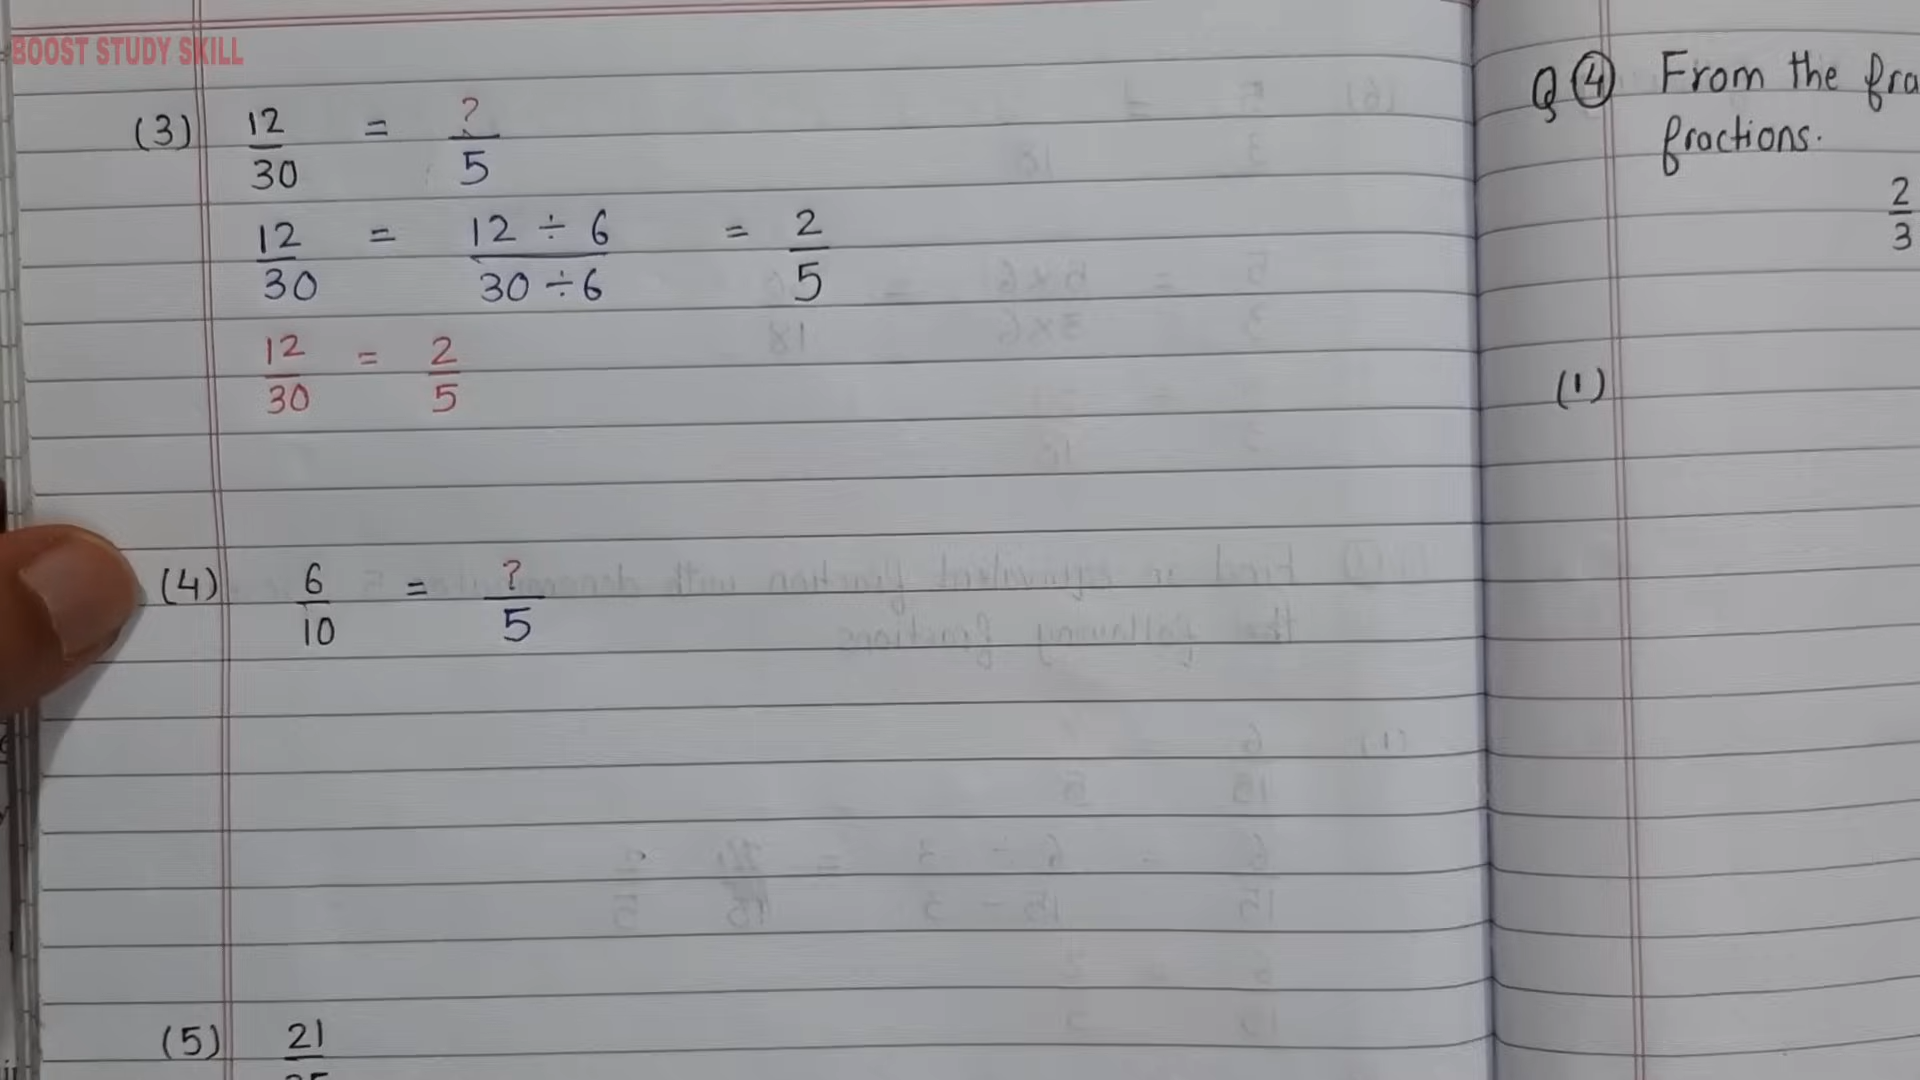 BOOST STUDY SKILL
(3) 12/30 = ?/5
12/30 = 12 ÷ 6/30 ÷ 6 = 2/5
12/30 = 2/5
(4) 6/10 = ?/5
(5) 21
Q 4 From the fra
fractions.
2/3
(1)